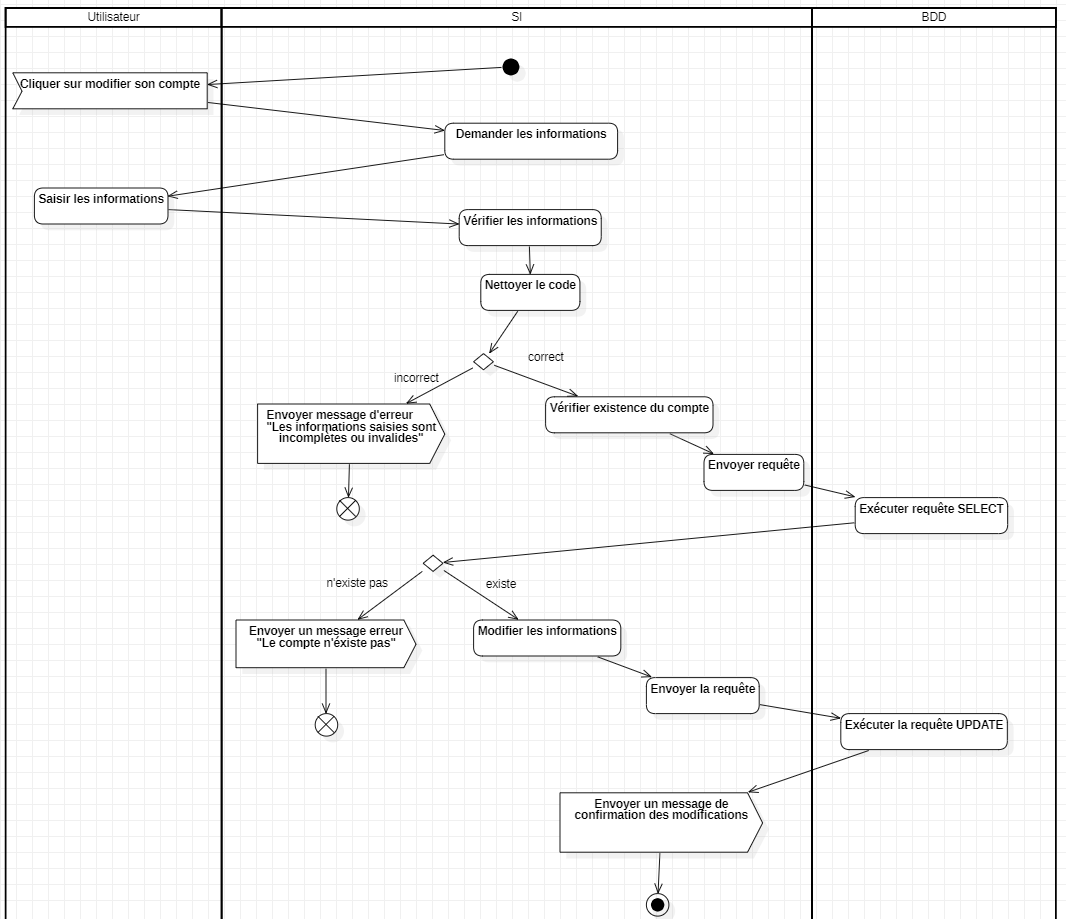 Utilisateur
SI
BDD
Cliquer sur modifier son compte
Demander les informations
Saisir les informations
Vérifier les informations
Nettoyer le code
correct
incorrect
Envoyer message d'erreur
"Les informations saisies sont
incomplètes ou invalides"
Vérifier existence du compte
Envoyer requête
Exécuter requête SELECT
n'existe pas
existe
Envoyer un message erreur
"Le compte n'éxiste pas"
Modifier les informations
Envoyer la requête
Exécuter la requête UPDATE
Envoyer un message de
confirmation des modifications